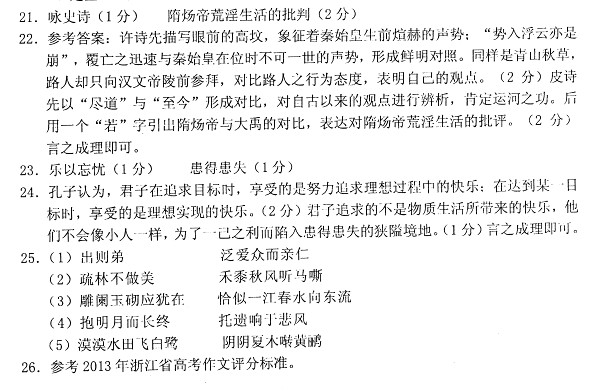 21．咏史诗（1分）　　隋炀帝荒淫生活的批判（2分）
22．参考答案：许诗先描写眼前的高坟，象征着秦始皇生前煊赫的声势；“势入浮云亦是
崩”，覆亡之迅速与秦始皇在位时不可一世的声势，形成鲜明对照。同样是青山秋草，
路人却只向汉文帝陵前参拜，对比路人之行为态度，表明自己的观点。（2 分）皮诗
先以“尽道”与“至今”形成对比，对自古以来的观点进行辨析，肯定运河之功。后
用一个“若”字引出隋炀帝与大禹的对比，表达对隋炀帝荒淫生活的批评。（2 分）
言之成理即可。
23．乐以忘忧（1分）　　患得患失（1分）
24．孔子认为，君子在追求目标时，享受的是努力追求理想过程中的快乐；在达到某一目
标时，享受的是理想实现的快乐。（2分）君子追求的不是物质生活所带来的快乐，他
们不会像小人一样，为了一己之利而陷入患得患失的狭隘境地。（1分）言之成理即可。
25．（1）出则弟　　泛爱众而亲仁
（2）疏林不做美　　禾黍秋风听马嘶
（3）雕阑玉砌应犹在　　恰似一江春水向东流
（4）抱明月而长终　　托遗响于悲风
（5）漠漠水田飞白鹭　　阴阴夏木啭黄鹂
26．参考 2013 年浙江省高考作文评分标准。